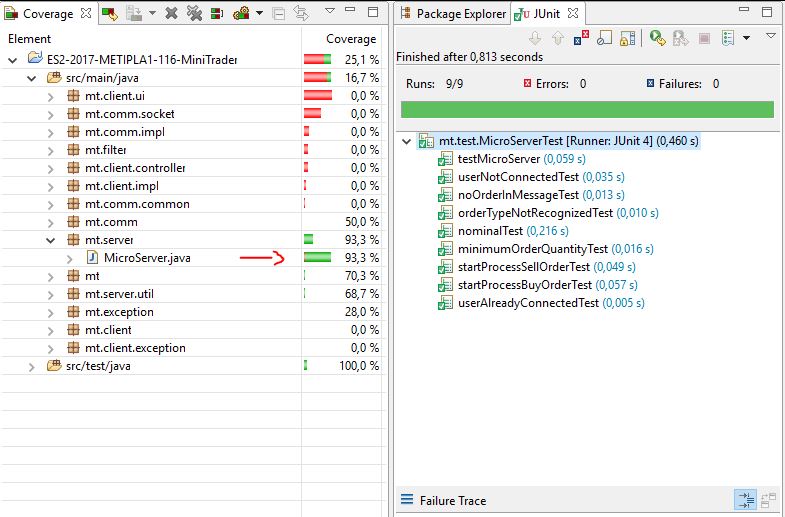 Coverage
Element Coverage
ES2-2017-METIPLA1-116-MiniTrader 25,1 %
src/main/java 16,7 %
mt.client.ui 0,0 %
mt.comm.socket 0,0 %
mt.comm.impl 0,0 %
mt.filter 0,0 %
mt.client.controller 0,0 %
mt.client.impl 0,0 %
mt.comm.common 0,0 %
mt.comm 50,0 %
mt.server 93,3 %
MicroServer.java 93,3 %
mt 70,3 %
mt.server.util 68,7 %
mt.exception 28,0 %
mt.client 0,0 %
mt.client.exception 0,0 %
src/test/java 100,0 %
Package Explorer JUnit
Finished after 0,813 seconds
Runs: 9/9 Errors: 0 Failures: 0
mt.test.MicroServerTest [Runner: JUnit 4] (0,460 s)
testMicroServer (0,059 s)
userNotConnectedTest (0,035 s)
noOrderInMessageTest (0,013 s)
orderTypeNotRecognizedTest (0,010 s)
nominalTest (0,216 s)
minimumOrderQuantityTest (0,016 s)
startProcessSellOrderTest (0,049 s)
startProcessBuyOrderTest (0,057 s)
userAlreadyConnectedTest (0,005 s)
Failure Trace